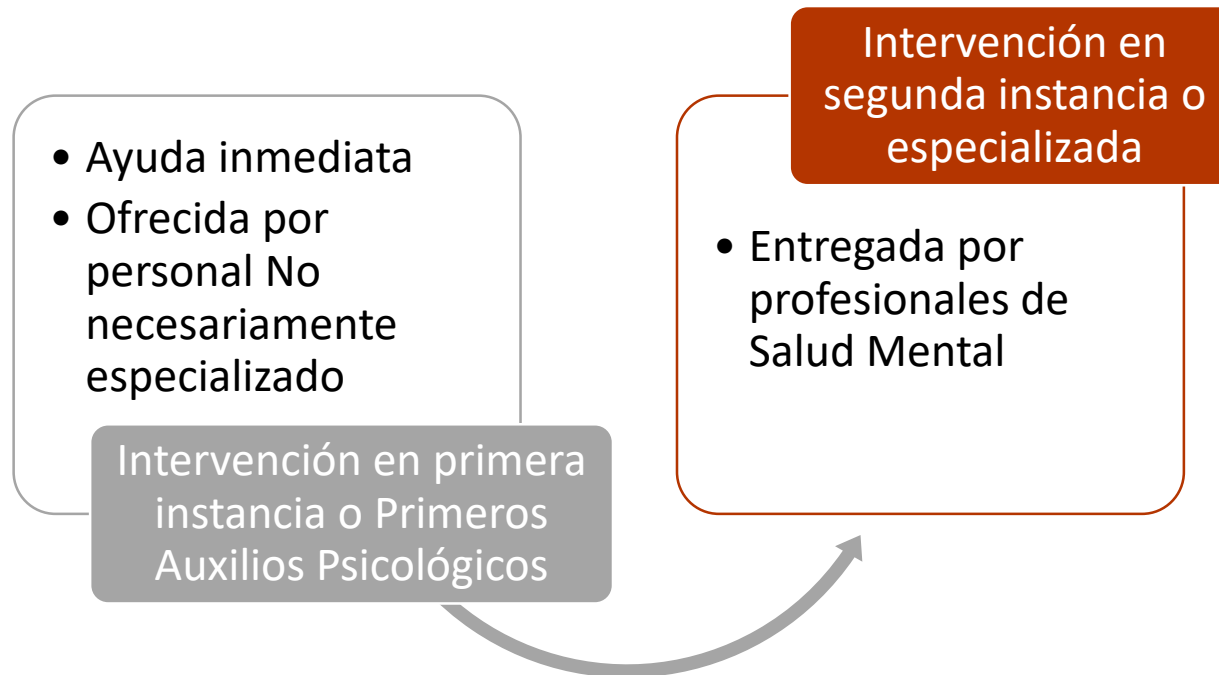 • Ayuda inmediata
• Ofrecida por
personal No
necesariamente
especializado
Intervención en primera
instancia o Primeros
Auxilios Psicológicos
Intervención en
segunda instancia o
especializada
• Entregada por
profesionales de
Salud Mental